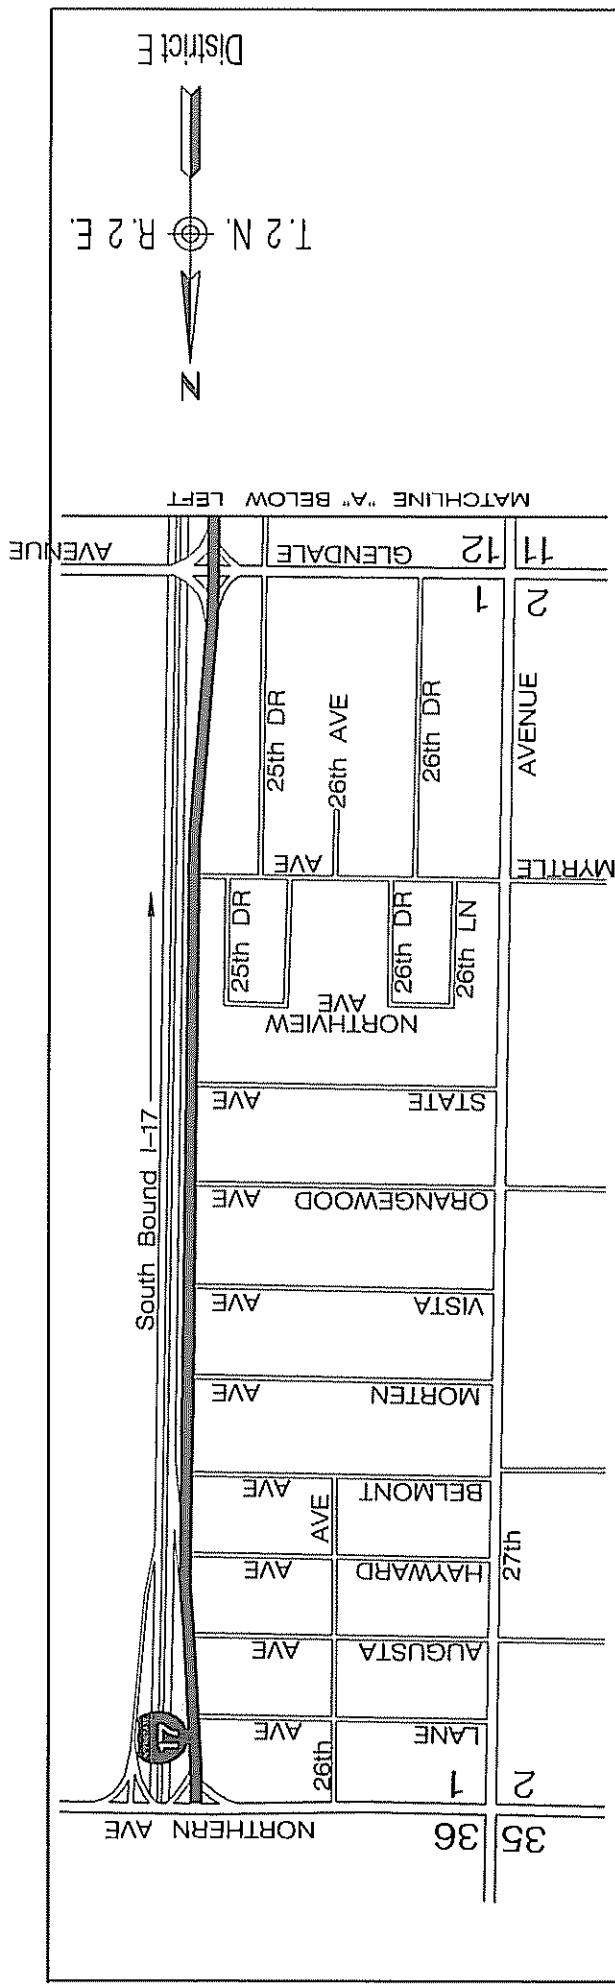 35 36 NORTHERN AVE
2 1
LANE AVE
17
26th
AUGUSTA AVE
HAYWARD AVE
27th
BELMONT AVE
AVE
MORTEN AVE
VISTA AVE
South Bound I-17
ORANGEWOOD AVE
STATE AVE
NORTHVIEW
AVE
26th LN
26th DR
25th DR
MYRTLE AVE
AVENUE
26th DR
26th AVE
25th DR
2 1
11 12 GLENDALE AVENUE
MATCHLINE "A" BELOW LEFT
N
T. 2 N. R. 2 E.
District E